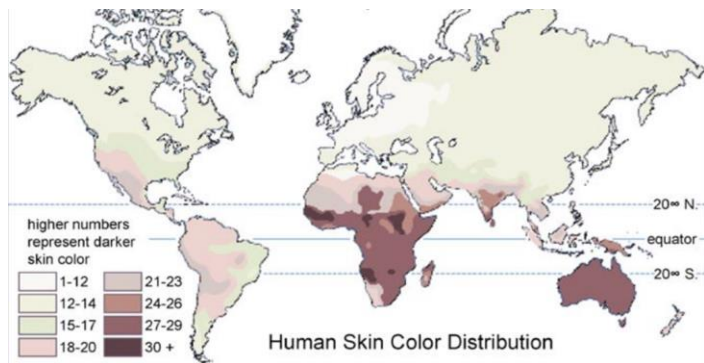 20∞ N.
higher numbers
represent darker
skin color
equator
1-12
21-23
20∞ S.
12-14
24-26
15-17
27-29
18-20
30 +
Human Skin Color Distribution